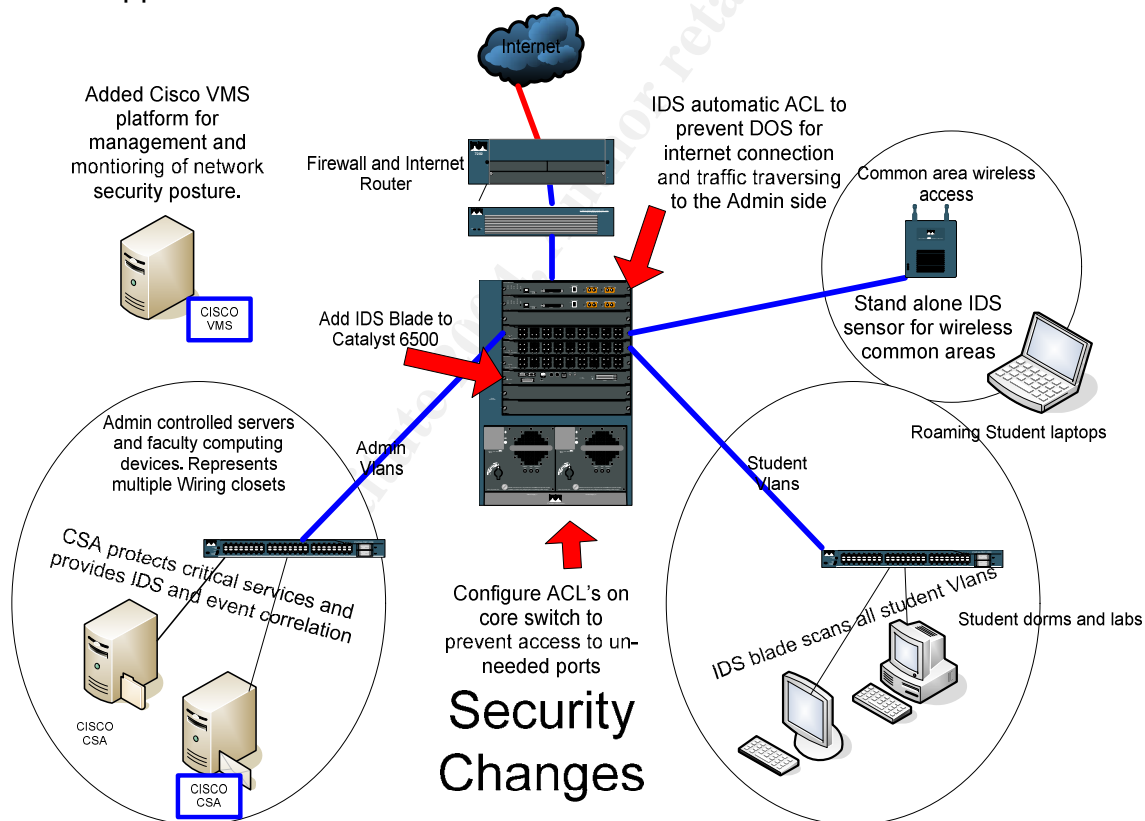 Internet
Added Cisco VMS
platform for
management and
montioring of network
security posture.
CISCO
VMS
Firewall and Internet
Router
IDS automatic ACL to
prevent DOS for
internet connection
and traffic traversing
to the Admin side
Common area wireless
access
Stand alone IDS
sensor for wireless
common areas
Roaming Student laptops
Add IDS Blade to
Catalyst 6500
Admin controlled servers
and faculty computing
devices. Represents
multiple Wiring closets
Admin
Vlans
Student
Vlans
CSA protects critical services and
provides IDS and event correlation
CISCO
CSA
CISCO
CSA
Configure ACL's on
core switch to
prevent access to un-
needed ports
Security
Changes
IDS blade scans all student Vlans
Student dorms and labs